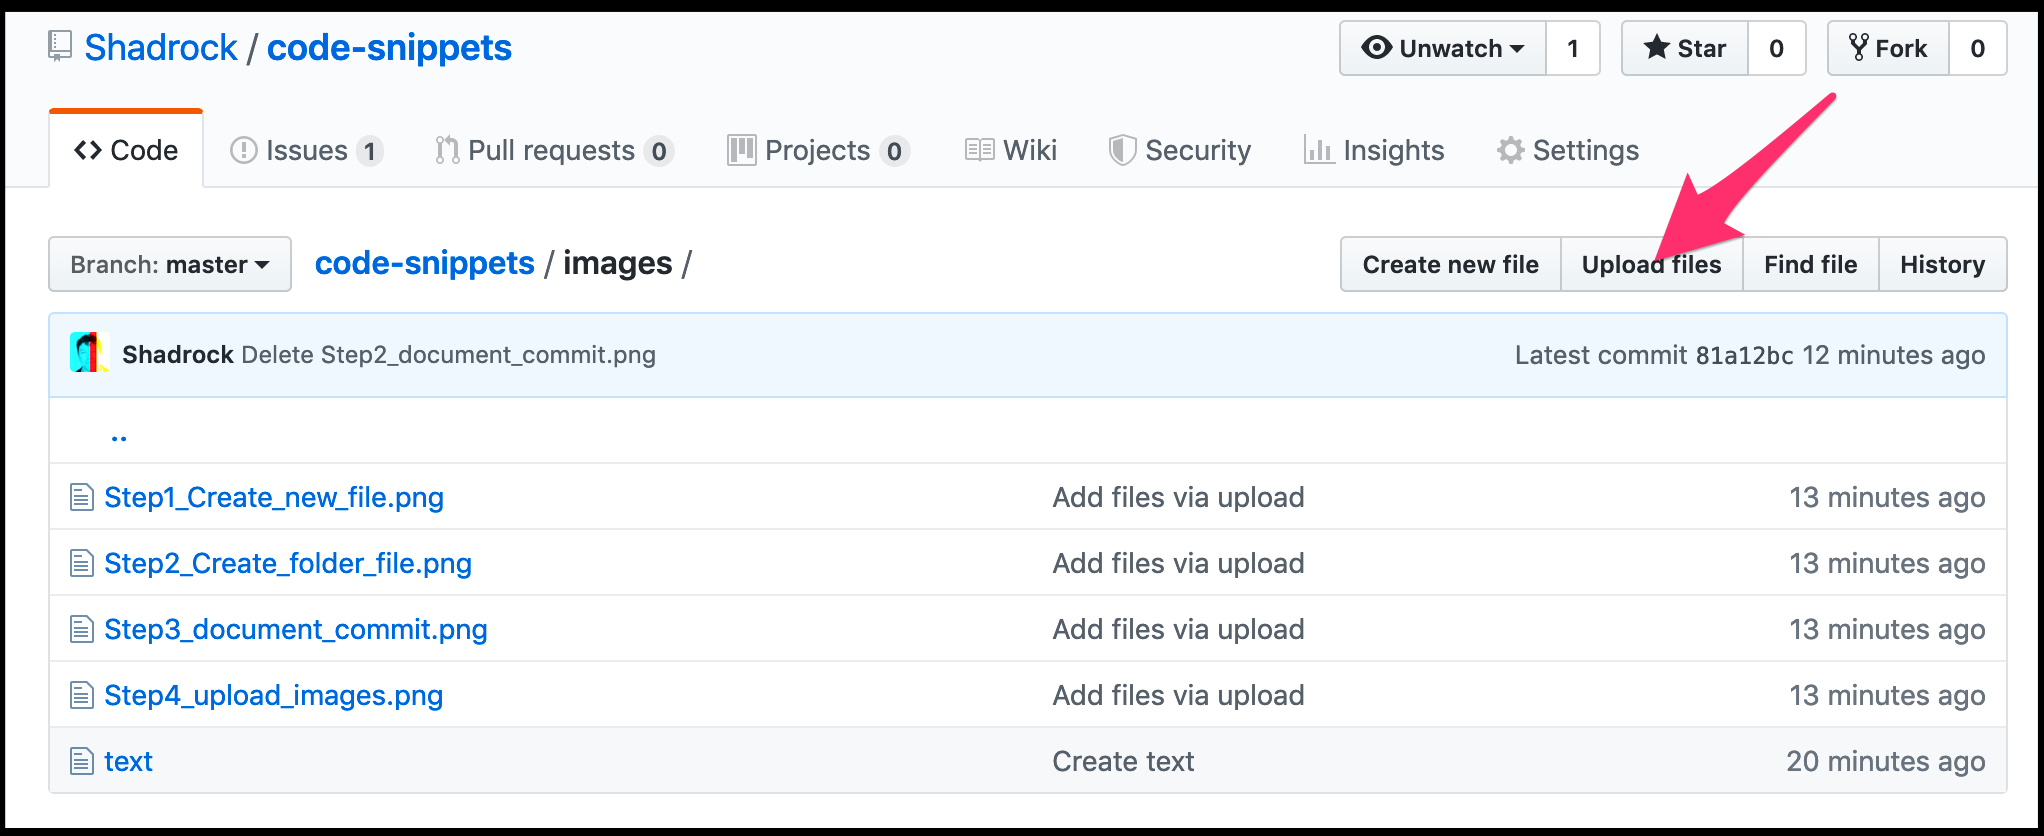 Shadrock / code-snippets Unwatch 1 Star 0 Fork 0
<> Code Issues 1 Pull requests 0 Projects 0 Wiki Security Insights Settings
Branch: master code-snippets / images / Create new file Upload files Find file History
Shadrock Delete Step2_document_commit.png Latest commit 81a12bc 12 minutes ago
..
Step1_Create_new_file.png Add files via upload 13 minutes ago
Step2_Create_folder_file.png Add files via upload 13 minutes ago
Step3_document_commit.png Add files via upload 13 minutes ago
Step4_upload_images.png Add files via upload 13 minutes ago
text Create text 20 minutes ago